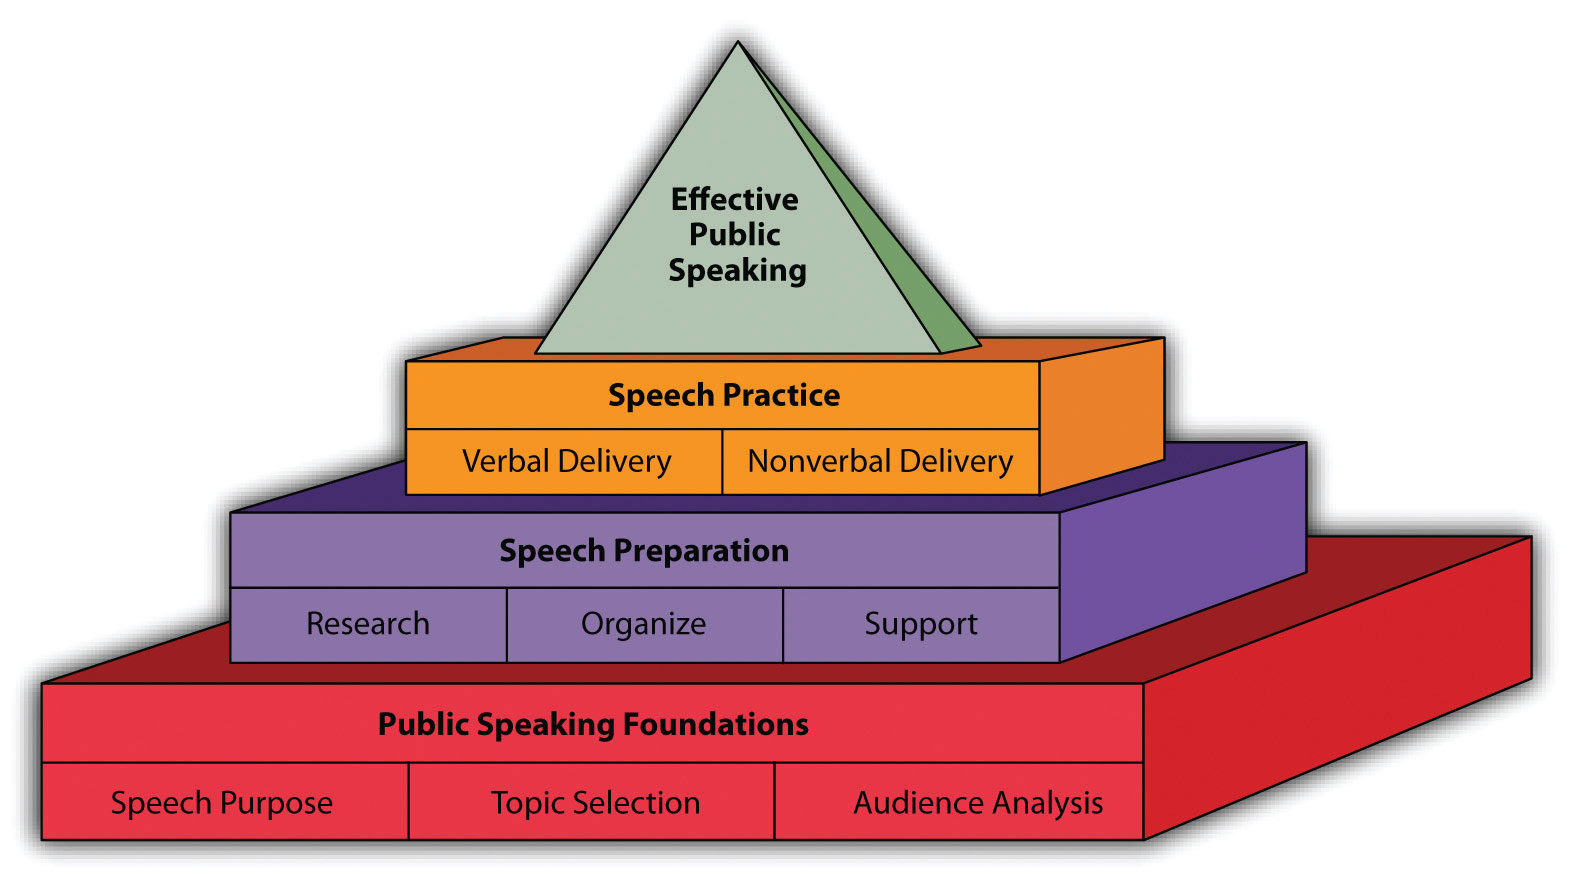 Effective
Public
Speaking
Speech Practice
Verbal Delivery
Nonverbal Delivery
Speech Preparation
Research
Organize
Support
Public Speaking Foundations
Speech Purpose
Topic Selection
Audience Analysis